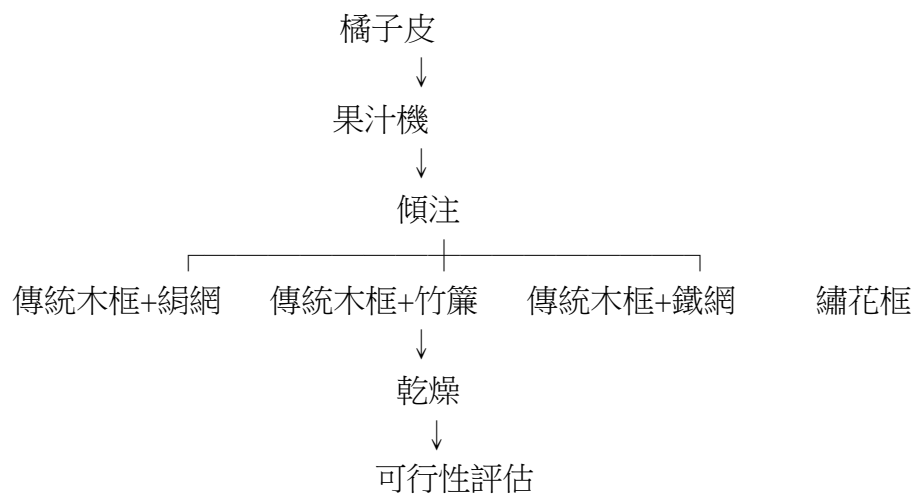 橘子皮
↓
果汁機
↓
傾注
傳統木框+絹網 傳統木框+竹簾 傳統木框+鐵網 繡花框
↓
乾燥
↓
可行性評估